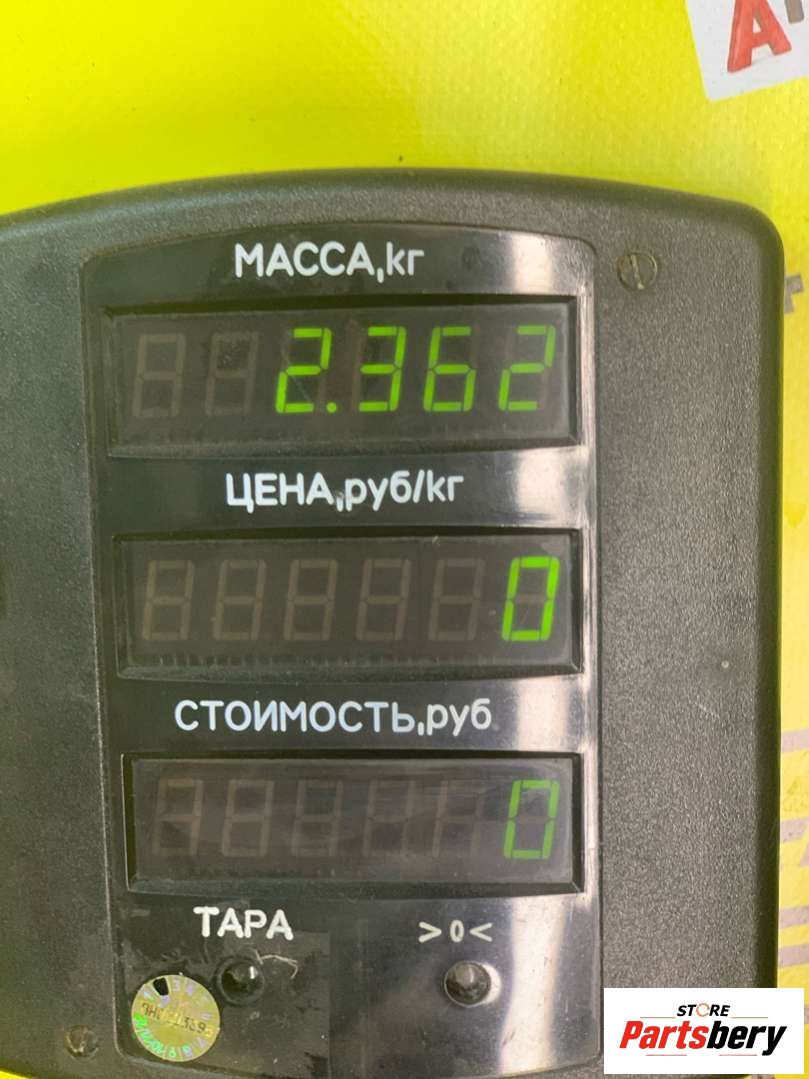 МАССА,кг
2.362
ЦЕНА,руб/кг
0
СТОИМОСТЬ,руб
0
ТАРА >0<
STORE
Partsbery